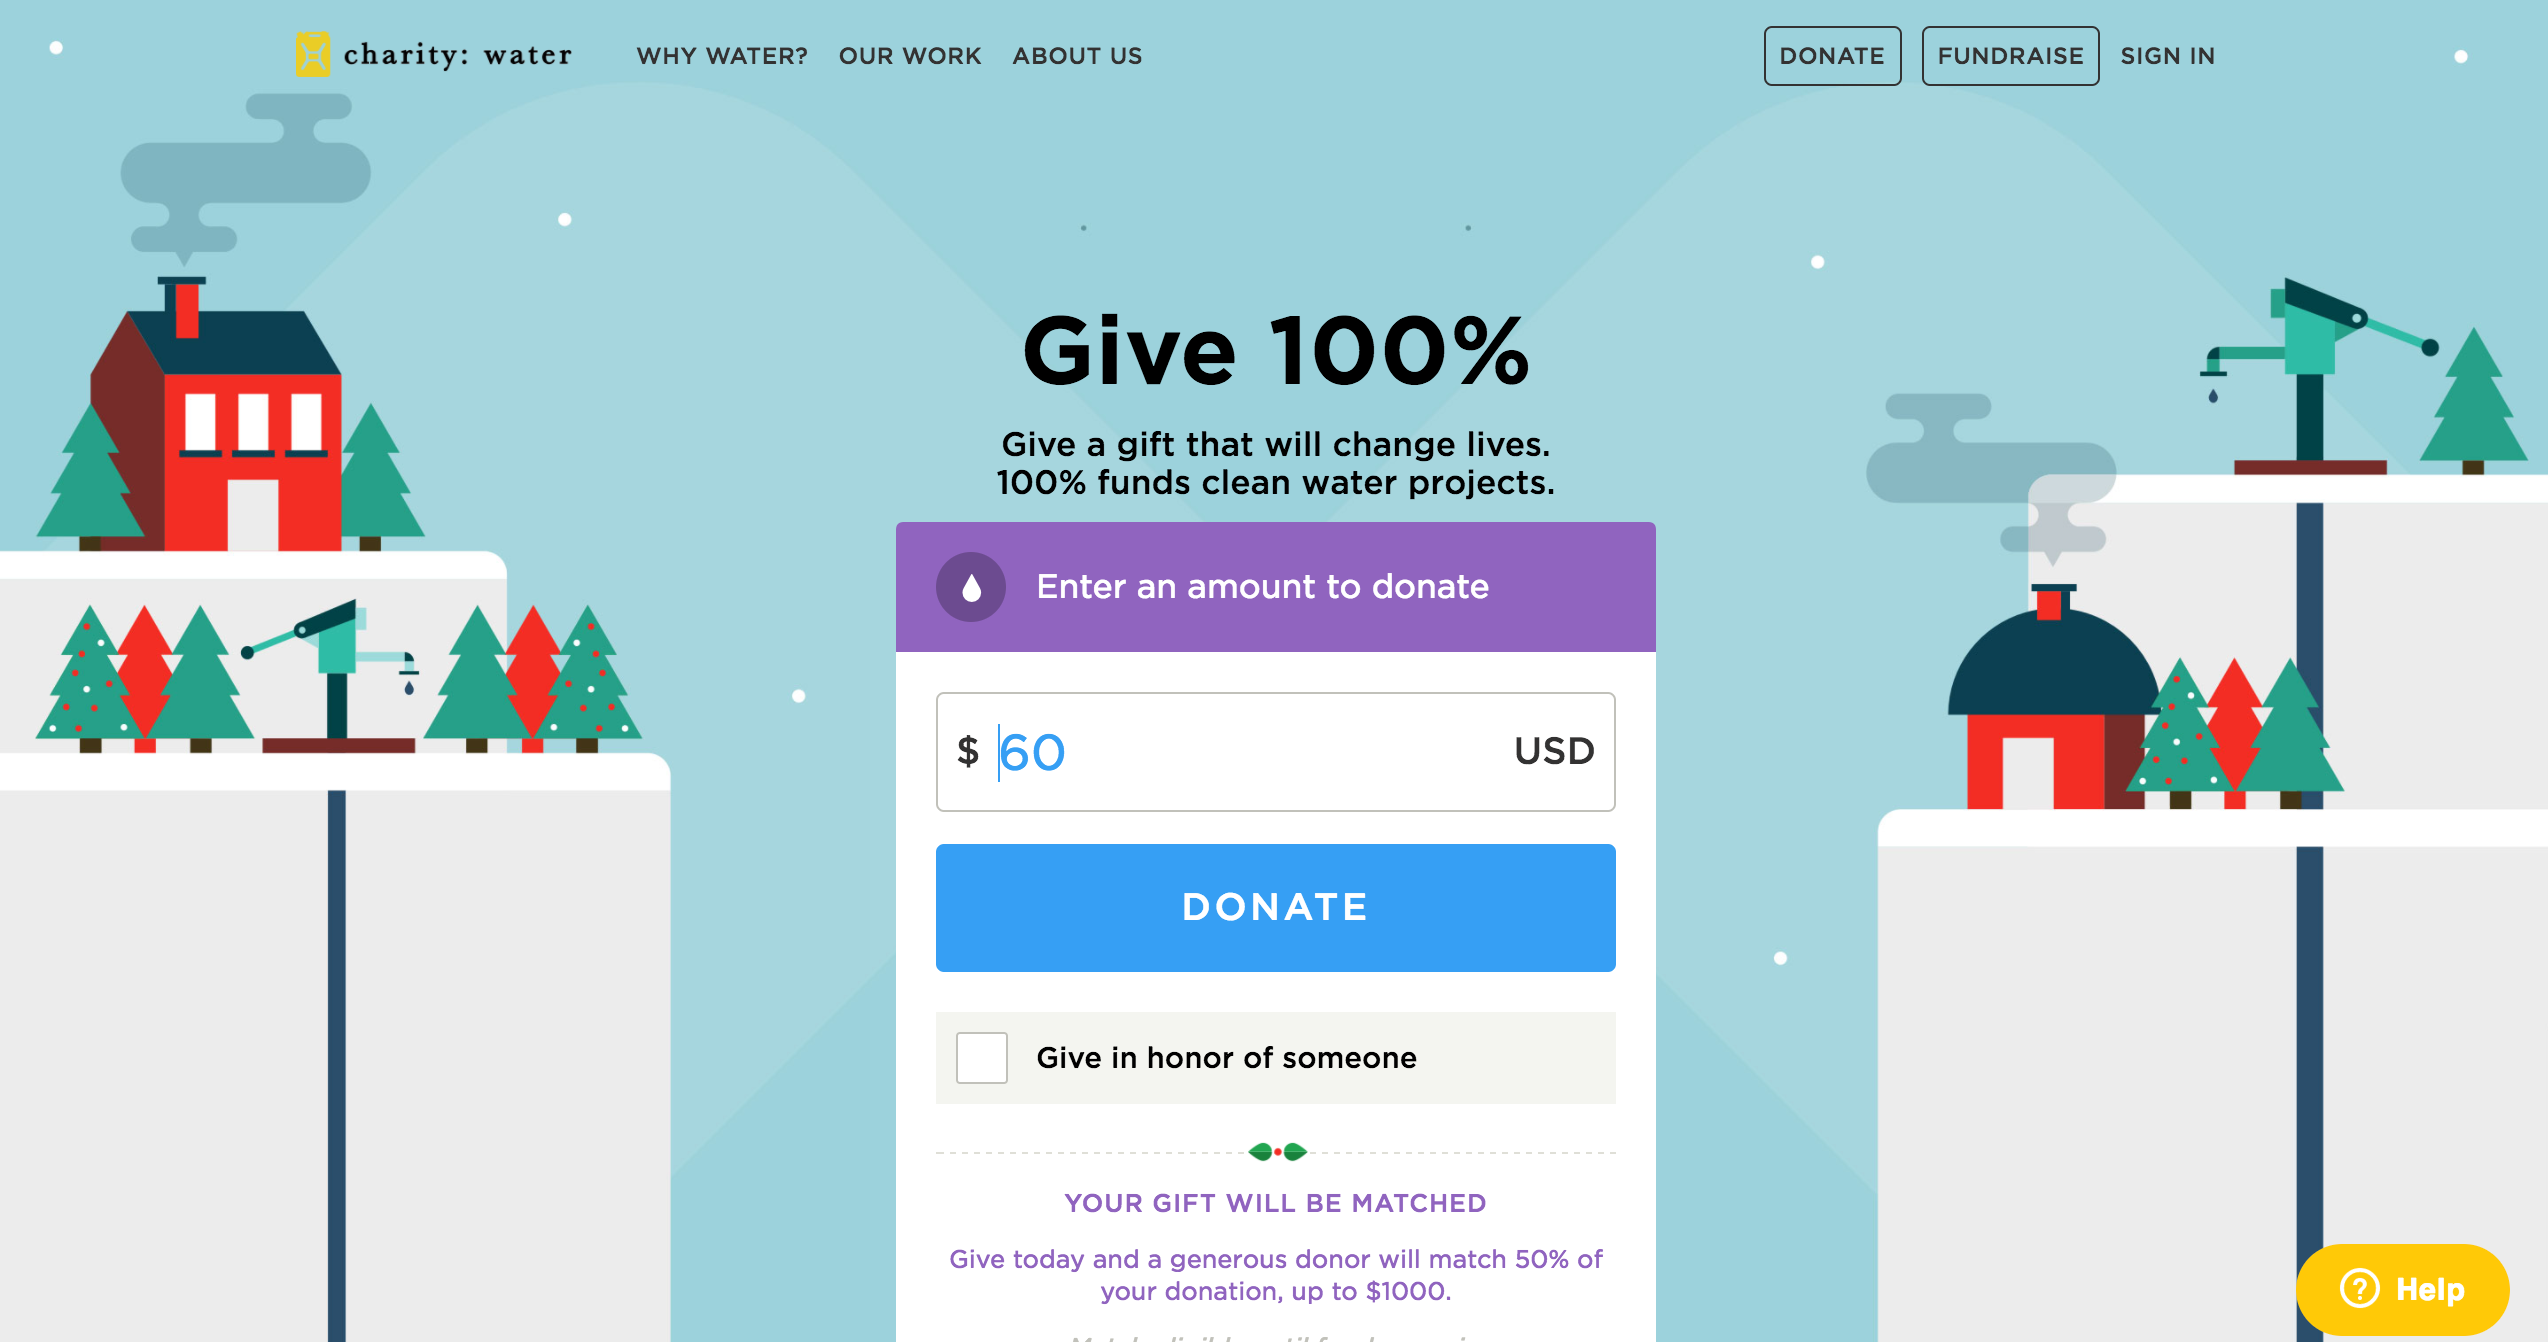 charity: water
WHY WATER? OUR WORK ABOUT US
DONATE FUNDRAISE SIGN IN
Give 100%
Give a gift that will change lives.
100% funds clean water projects.
Enter an amount to donate
$ 60 USD
DONATE
Give in honor of someone
YOUR GIFT WILL BE MATCHED
Give today and a generous donor will match 50% of
your donation, up to $1000.
? Help